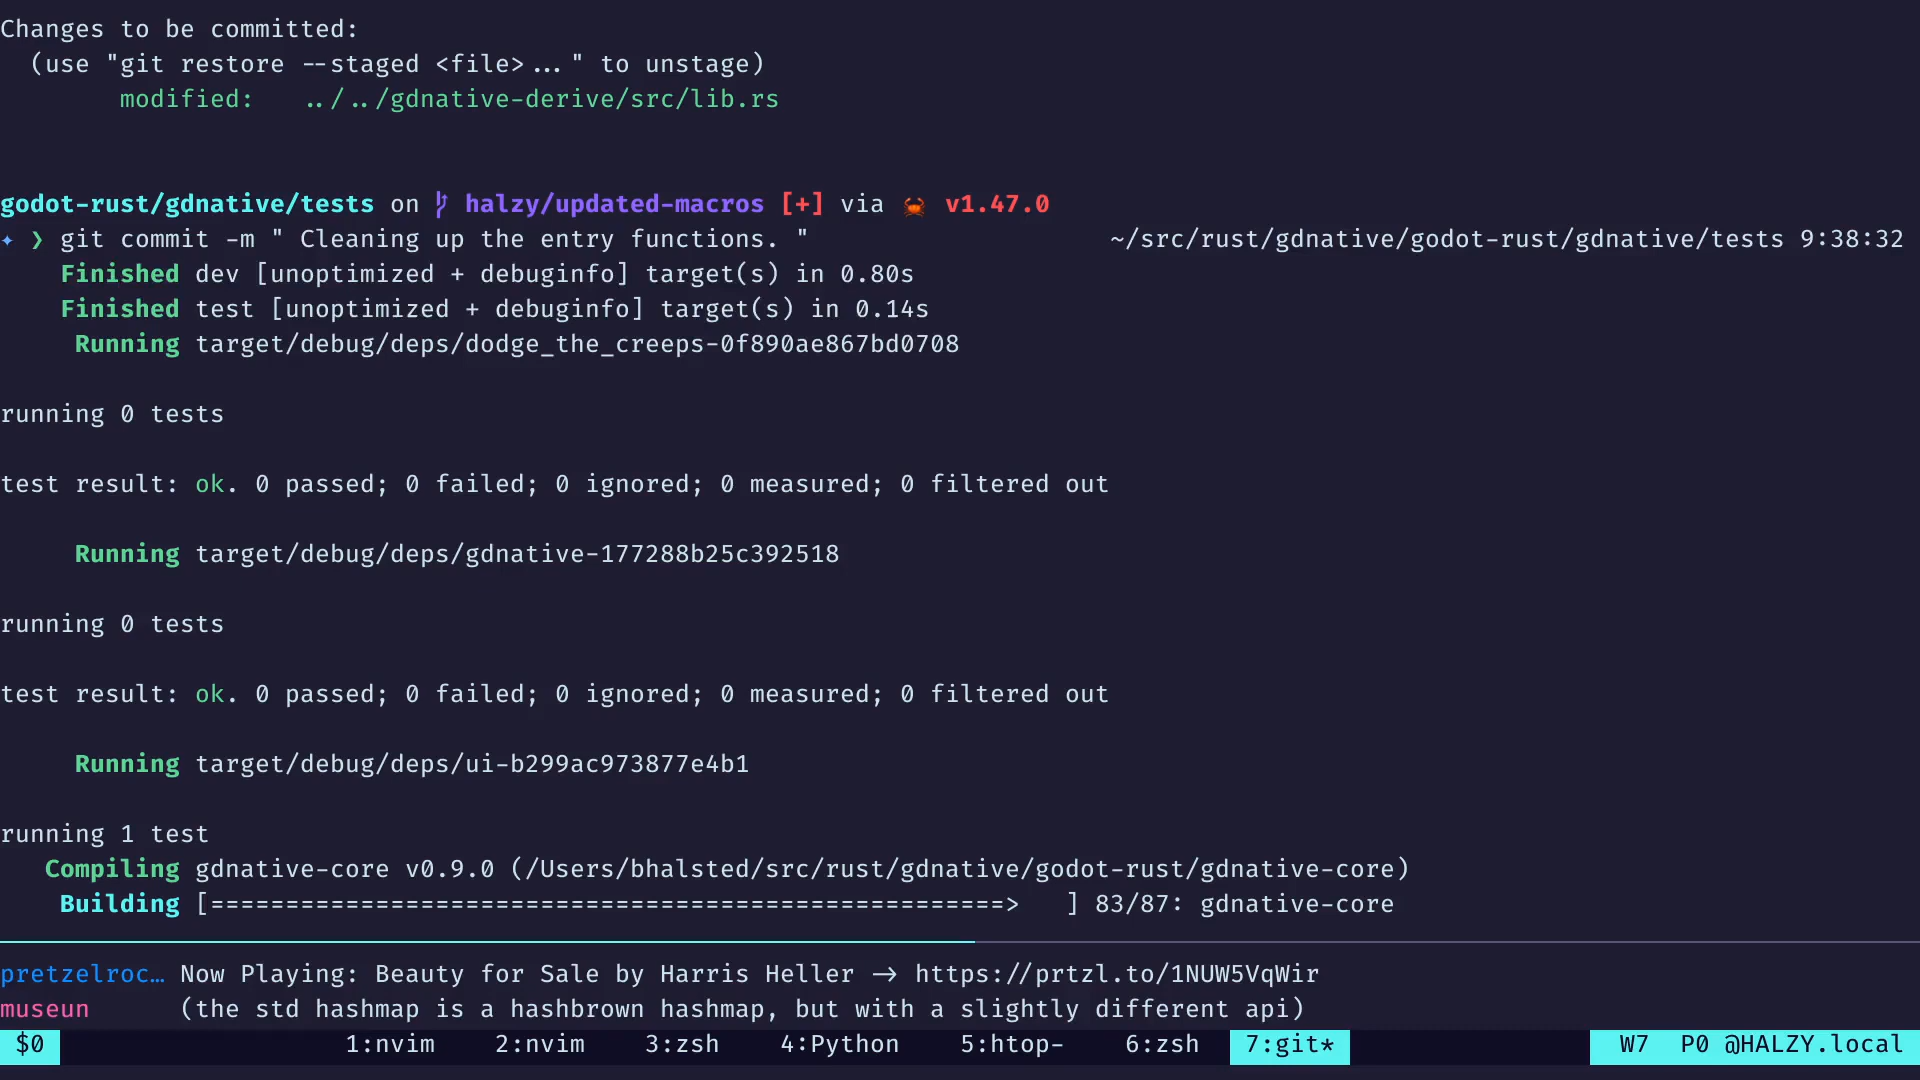 Changes to be committed:
  (use "git restore --staged <file>..." to unstage)
        modified:   ../../gdnative-derive/src/lib.rs
godot-rust/gdnative/tests on halzy/updated-macros [+] via 🦀 v1.47.0
✦ ❯ git commit -m " Cleaning up the entry functions. " ~/src/rust/gdnative/godot-rust/gdnative/tests 9:38:32
    Finished dev [unoptimized + debuginfo] target(s) in 0.80s
    Finished test [unoptimized + debuginfo] target(s) in 0.14s
     Running target/debug/deps/dodge_the_creeps-0f890ae867bd0708
running 0 tests
test result: ok. 0 passed; 0 failed; 0 ignored; 0 measured; 0 filtered out
     Running target/debug/deps/gdnative-177288b25c392518
running 0 tests
test result: ok. 0 passed; 0 failed; 0 ignored; 0 measured; 0 filtered out
     Running target/debug/deps/ui-b299ac973877e4b1
running 1 test
   Compiling gdnative-core v0.9.0 (/Users/bhalsted/src/rust/gdnative/godot-rust/gdnative-core)
    Building [=====================================================>   ] 83/87: gdnative-core
pretzelroc… Now Playing: Beauty for Sale by Harris Heller -> https://prtzl.to/1NUW5VqWir
museun      (the std hashmap is a hashbrown hashmap, but with a slightly different api)
$0 1:nvim 2:nvim 3:zsh 4:Python 5:htop- 6:zsh 7:git* W7 P0 @HALZY.local